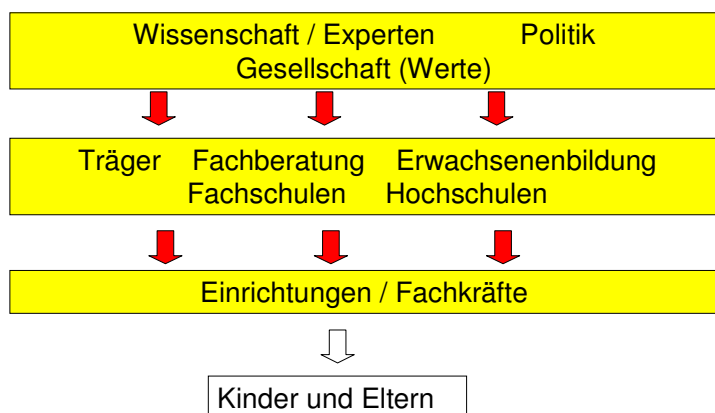 Wissenschaft / Experten Politik
Gesellschaft (Werte)
Träger Fachberatung Erwachsenenbildung
Fachschulen Hochschulen
Einrichtungen / Fachkräfte
Kinder und Eltern